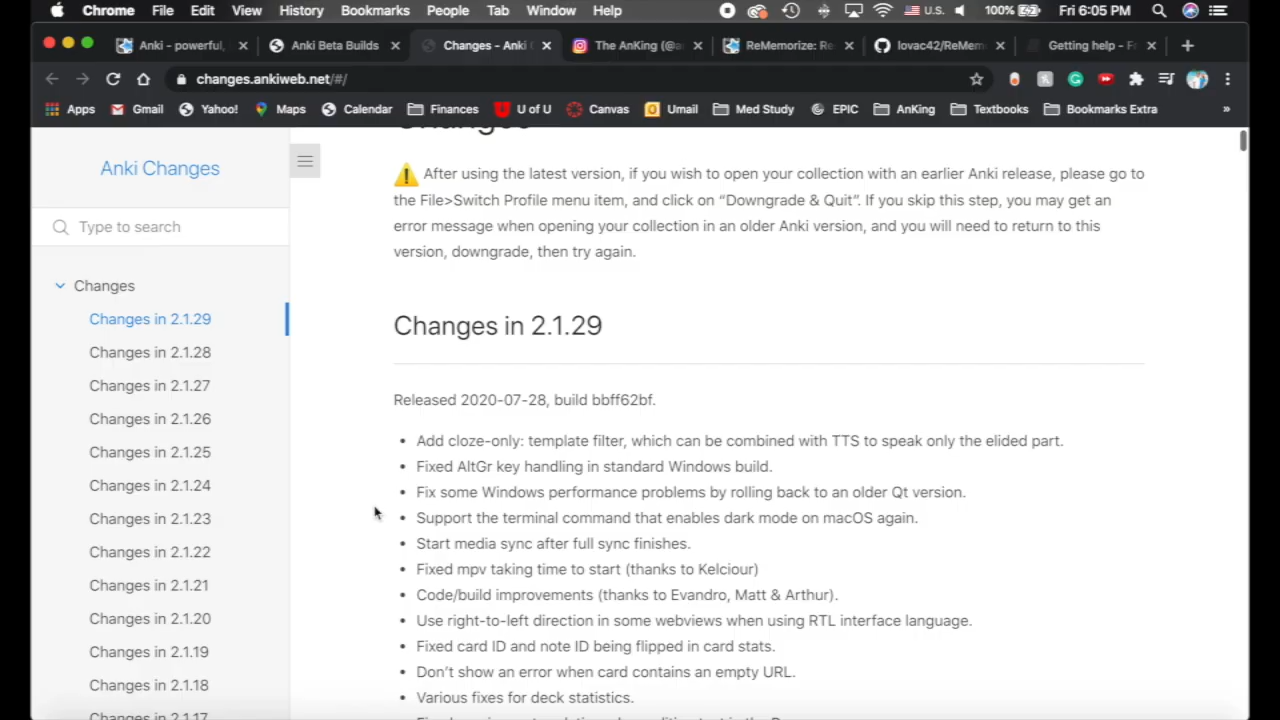 Chrome File Edit View History Bookmarks People Tab Window Help U.S. 100% Fri 6:05 PM
Anki - powerful, Anki Beta Builds Changes - Anki The AnKing (@a ReMemorize: Re lovac42/ReMem Getting help - F
changes.ankiweb.net/#/
Apps Gmail Yahoo! Maps Calendar Finances U of U Canvas Umail Med Study EPIC AnKing Textbooks Bookmarks Extra »
Anki Changes
Type to search
Changes
Changes in 2.1.29
Changes in 2.1.28
Changes in 2.1.27
Changes in 2.1.26
Changes in 2.1.25
Changes in 2.1.24
Changes in 2.1.23
Changes in 2.1.22
Changes in 2.1.21
Changes in 2.1.20
Changes in 2.1.19
Changes in 2.1.18
Changes in 2.1.17
Changes
After using the latest version, if you wish to open your collection with an earlier Anki release, please go to
the File>Switch Profile menu item, and click on “Downgrade & Quit”. If you skip this step, you may get an
error message when opening your collection in an older Anki version, and you will need to return to this
version, downgrade, then try again.
Changes in 2.1.29
Released 2020-07-28, build bbff62bf.
• Add cloze-only: template filter, which can be combined with TTS to speak only the elided part.
• Fixed AltGr key handling in standard Windows build.
• Fix some Windows performance problems by rolling back to an older Qt version.
• Support the terminal command that enables dark mode on macOS again.
• Start media sync after full sync finishes.
• Fixed mpv taking time to start (thanks to Kelciour)
• Code/build improvements (thanks to Evandro, Matt & Arthur).
• Use right-to-left direction in some webviews when using RTL interface language.
• Fixed card ID and note ID being flipped in card stats.
• Don’t show an error when card contains an empty URL.
• Various fixes for deck statistics.